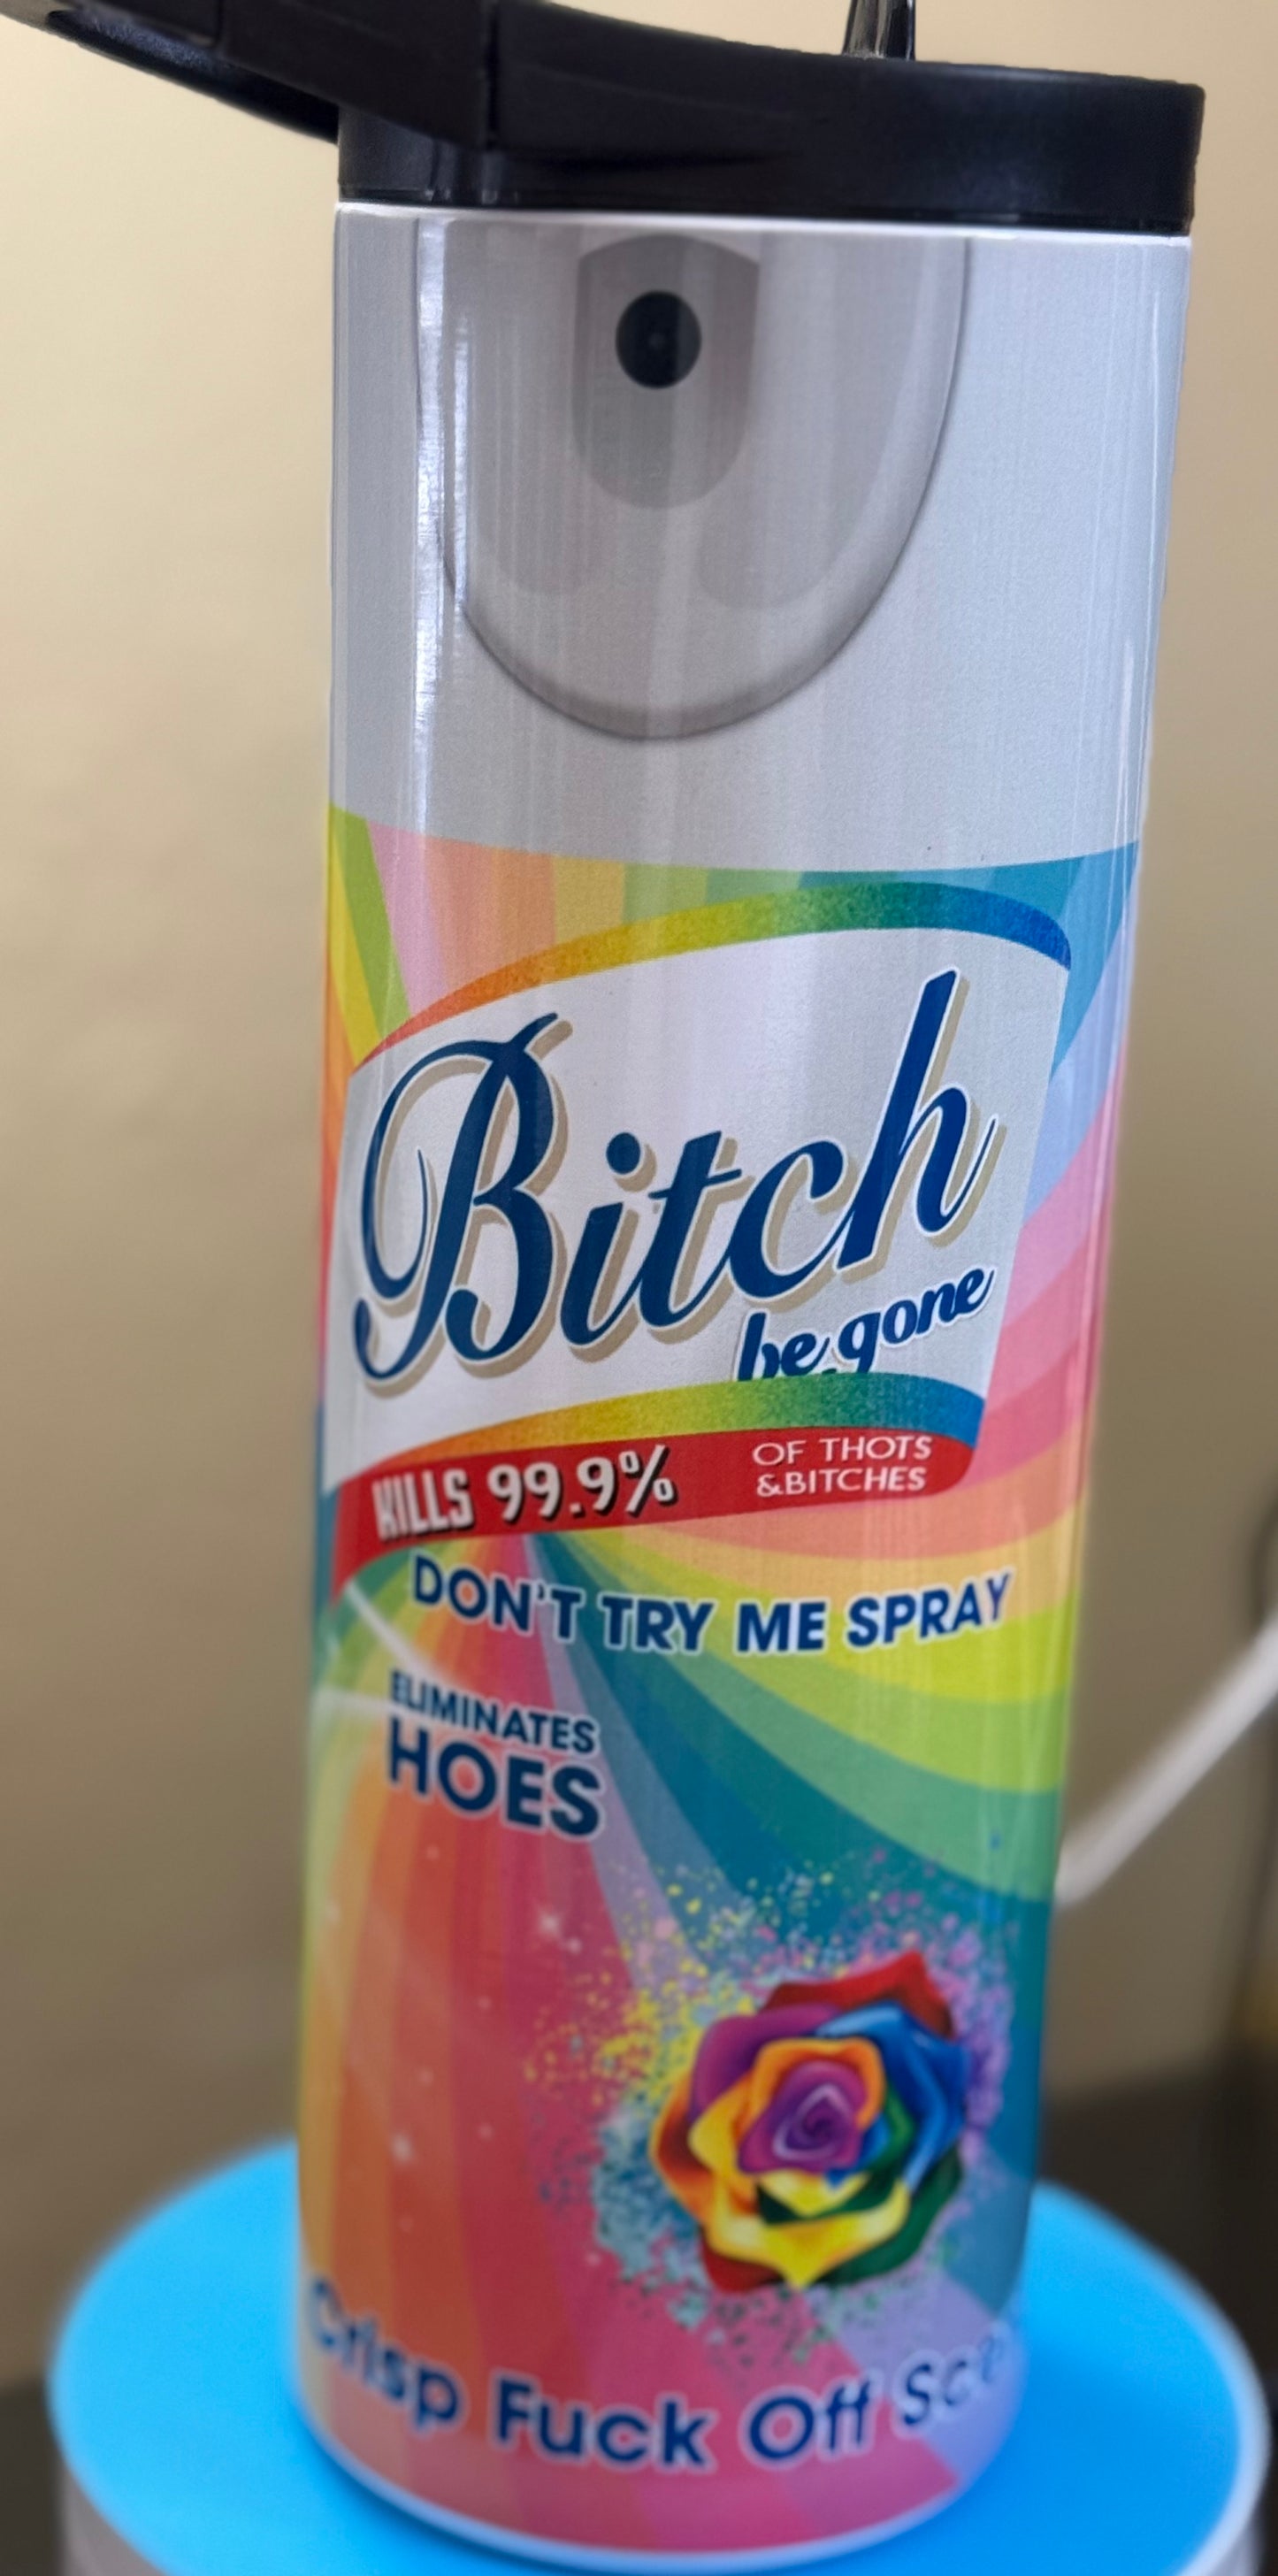 Bitch
be gone
KILLS 99.9%
OF THOTS
&BITCHES
DON'T TRY ME SPRAY
ELIMINATES
HOES
Crisp Fuck Off